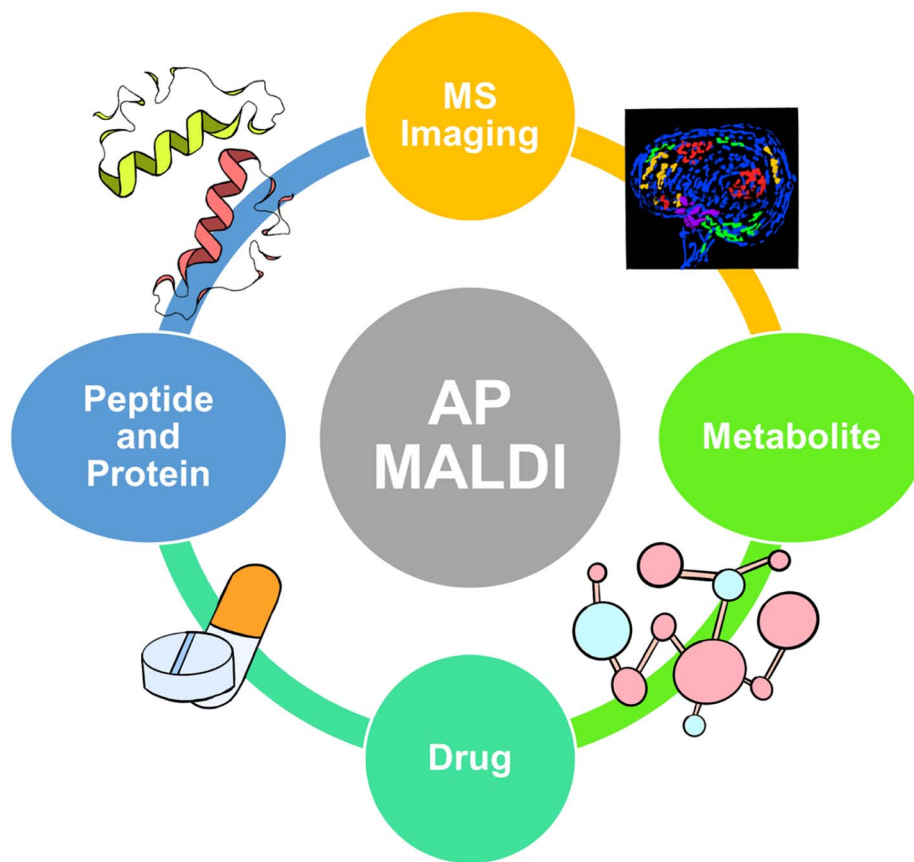 MS
Imaging
Peptide
and
Protein
AP
MALDI
Metabolite
Drug